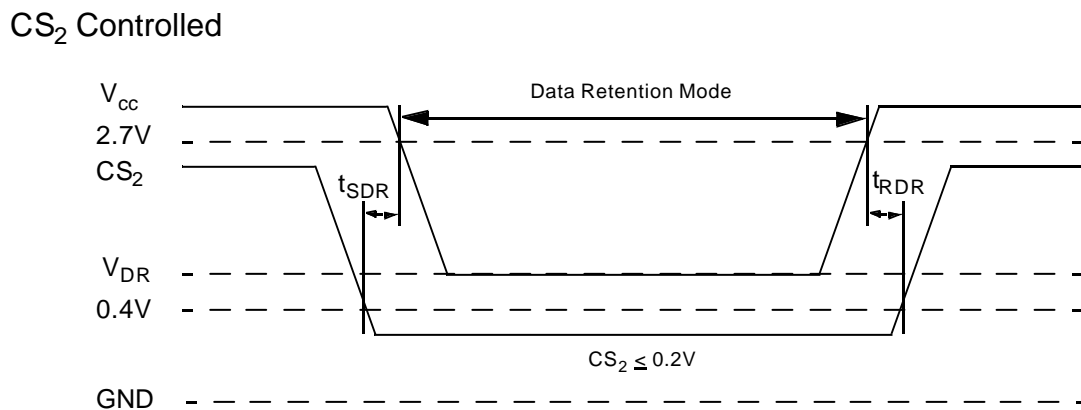 CS₂ Controlled
Vcc
Data Retention Mode
2.7V
CS₂
tSDR
tRDR
VDR
0.4V
CS₂ ≤ 0.2V
GND